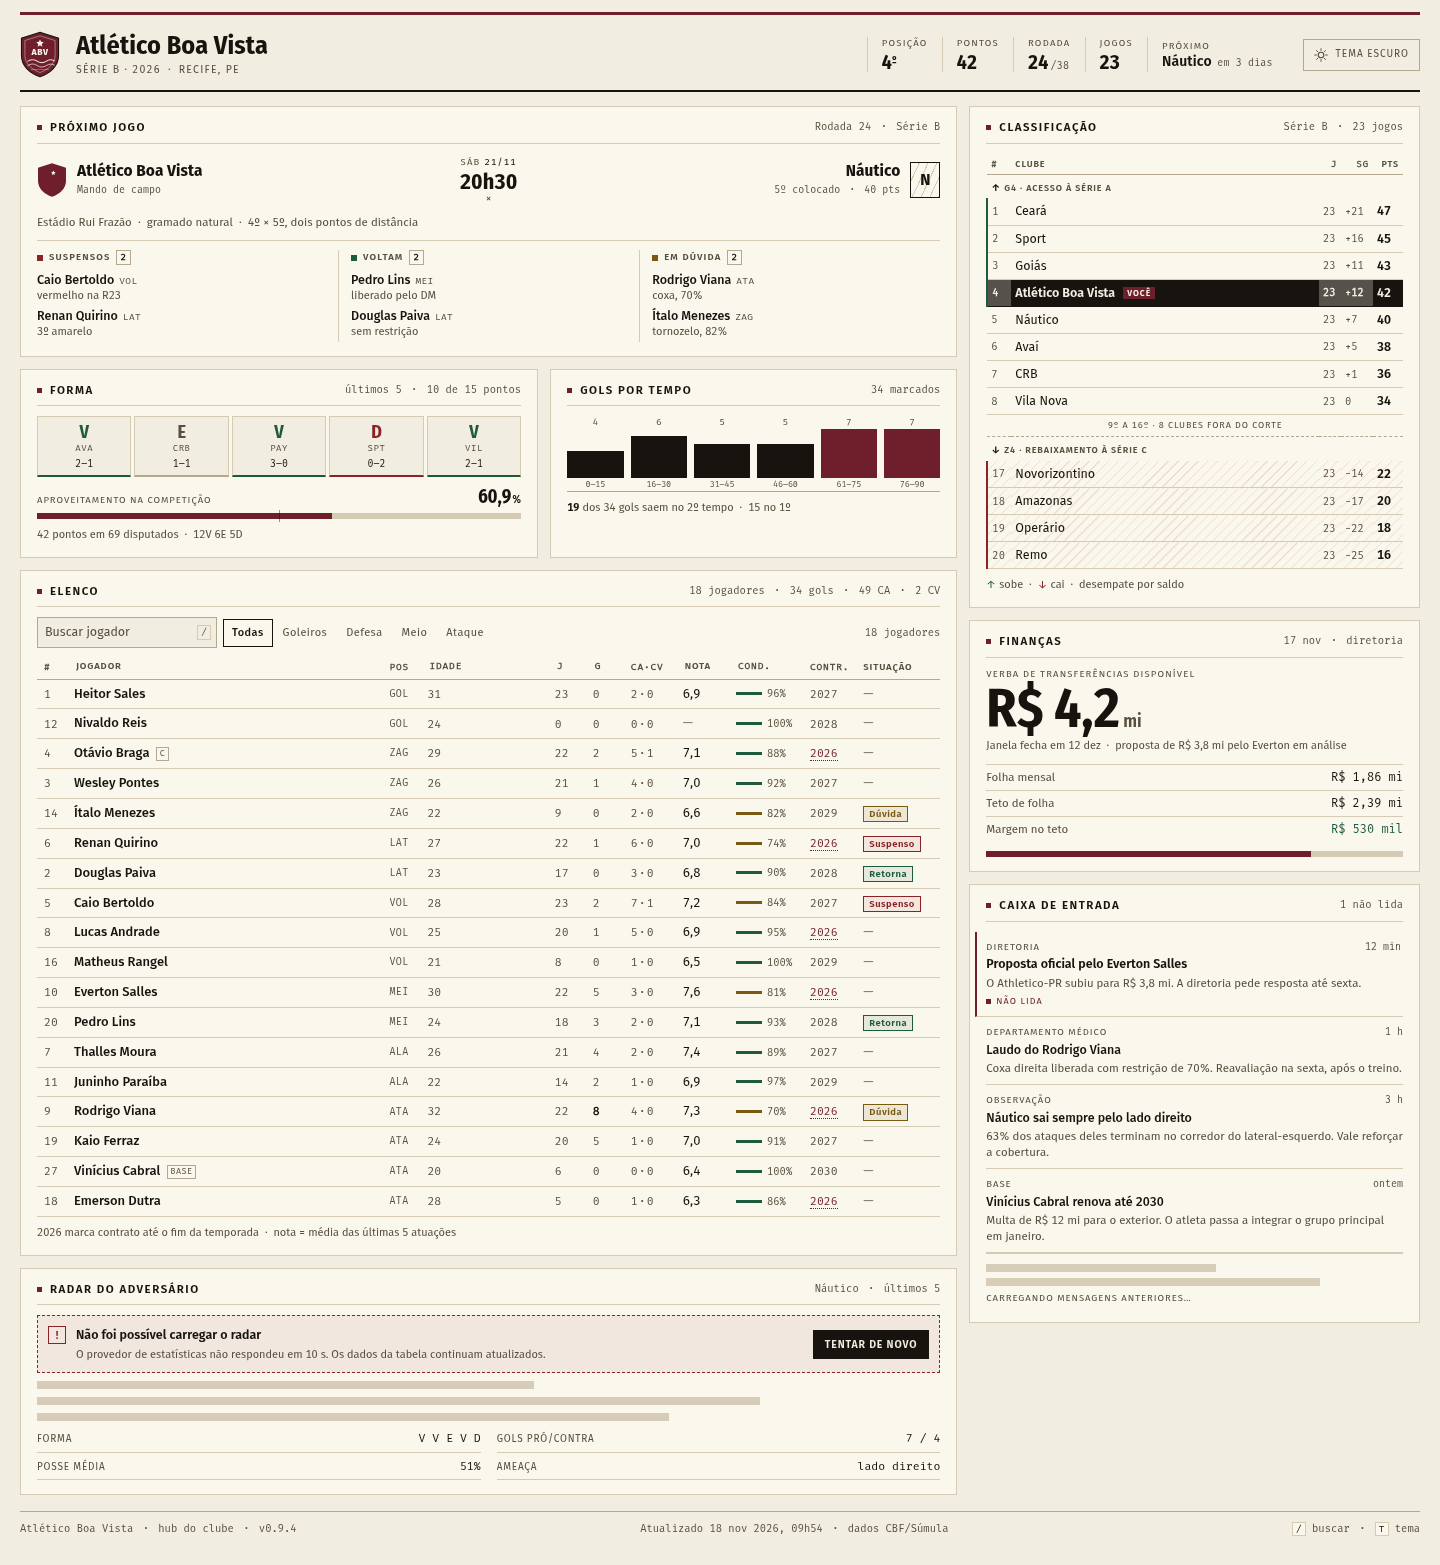 ABV
Atlético Boa Vista
SÉRIE B · 2026 · RECIFE, PE
POSIÇÃO
4º
PONTOS
42
RODADA
24/38
JOGOS
23
PRÓXIMO
Náutico em 3 dias
TEMA ESCURO
PRÓXIMO JOGO
Rodada 24 · Série B
Atlético Boa Vista
Mando de campo
SÁB 21/11
20h30
×
Náutico
5º colocado · 40 pts
N
Estádio Rui Frazão · gramado natural · 4º × 5º, dois pontos de distância
SUSPENSOS 2
Caio Bertoldo VOL
vermelho na R23
Renan Quirino LAT
3º amarelo
VOLTAM 2
Pedro Lins MEI
liberado pelo DM
Douglas Paiva LAT
sem restrição
EM DÚVIDA 2
Rodrigo Viana ATA
coxa, 70%
Ítalo Menezes ZAG
tornozelo, 82%
FORMA
últimos 5 · 10 de 15 pontos
V E V D V
AVA CRB PAY SPT VIL
2–1 1–1 3–0 0–2 2–1
APROVEITAMENTO NA COMPETIÇÃO
60,9%
42 pontos em 69 disputados · 12V 6E 5D
GOLS POR TEMPO
34 marcados
4 6 5 5 7 7
0–15 16–30 31–45 46–60 61–75 76–90
19 dos 34 gols saem no 2º tempo · 15 no 1º
ELENCO
18 jogadores · 34 gols · 49 CA · 2 CV
Buscar jogador /
Todas Goleiros Defesa Meio Ataque
18 jogadores
# JOGADOR POS IDADE J G CA·CV NOTA COND. CONTR. SITUAÇÃO
1 Heitor Sales GOL 31 23 0 2·0 6,9 96% 2027 —
12 Nivaldo Reis GOL 24 0 0 0·0 — 100% 2028 —
4 Otávio Braga C ZAG 29 22 2 5·1 7,1 88% 2026 —
3 Wesley Pontes ZAG 26 21 1 4·0 7,0 92% 2027 —
14 Ítalo Menezes ZAG 22 9 0 2·0 6,6 82% 2029 Dúvida
6 Renan Quirino LAT 27 22 1 6·0 7,0 74% 2026 Suspenso
2 Douglas Paiva LAT 23 17 0 3·0 6,8 90% 2028 Retorna
5 Caio Bertoldo VOL 28 23 2 7·1 7,2 84% 2027 Suspenso
8 Lucas Andrade VOL 25 20 1 5·0 6,9 95% 2026 —
16 Matheus Rangel VOL 21 8 0 1·0 6,5 100% 2029 —
10 Everton Salles MEI 30 22 5 3·0 7,6 81% 2026 —
20 Pedro Lins MEI 24 18 3 2·0 7,1 93% 2028 Retorna
7 Thalles Moura ALA 26 21 4 2·0 7,4 89% 2027 —
11 Juninho Paraíba ALA 22 14 2 1·0 6,9 97% 2029 —
9 Rodrigo Viana ATA 32 22 8 4·0 7,3 70% 2026 Dúvida
19 Kaio Ferraz ATA 24 20 5 1·0 7,0 91% 2027 —
27 Vinícius Cabral BASE ATA 20 6 0 0·0 6,4 100% 2030 —
18 Emerson Dutra ATA 28 5 0 1·0 6,3 86% 2026 —
2026 marca contrato até o fim da temporada · nota = média das últimas 5 atuações
RADAR DO ADVERSÁRIO
Náutico · últimos 5
! Não foi possível carregar o radar
O provedor de estatísticas não respondeu em 10 s. Os dados da tabela continuam atualizados.
TENTAR DE NOVO
FORMA V V E V D
GOLS PRÓ/CONTRA 7 / 4
POSSE MÉDIA 51%
AMEAÇA lado direito
CLASSIFICAÇÃO
Série B · 23 jogos
# CLUBE J SG PTS
↑ G4 · ACESSO À SÉRIE A
1 Ceará 23 +21 47
2 Sport 23 +16 45
3 Goiás 23 +11 43
4 Atlético Boa Vista VOCÊ 23 +12 42
5 Náutico 23 +7 40
6 Avaí 23 +5 38
7 CRB 23 +1 36
8 Vila Nova 23 0 34
9º A 16º · 8 CLUBES FORA DO CORTE
↓ Z4 · REBAIXAMENTO À SÉRIE C
17 Novorizontino 23 −14 22
18 Amazonas 23 −17 20
19 Operário 23 −22 18
20 Remo 23 −25 16
↑ sobe · ↓ cai · desempate por saldo
FINANÇAS
17 nov · diretoria
VERBA DE TRANSFERÊNCIAS DISPONÍVEL
R$ 4,2 mi
Janela fecha em 12 dez · proposta de R$ 3,8 mi pelo Everton em análise
Folha mensal R$ 1,86 mi
Teto de folha R$ 2,39 mi
Margem no teto R$ 530 mil
CAIXA DE ENTRADA
1 não lida
DIRETORIA 12 min
Proposta oficial pelo Everton Salles
O Athletico-PR subiu para R$ 3,8 mi. A diretoria pede resposta até sexta.
NÃO LIDA
DEPARTAMENTO MÉDICO 1 h
Laudo do Rodrigo Viana
Coxa direita liberada com restrição de 70%. Reavaliação na sexta, após o treino.
OBSERVAÇÃO 3 h
Náutico sai sempre pelo lado direito
63% dos ataques deles terminam no corredor do lateral-esquerdo. Vale reforçar
a cobertura.
BASE ontem
Vinícius Cabral renova até 2030
Multa de R$ 12 mi para o exterior. O atleta passa a integrar o grupo principal
em janeiro.
CARREGANDO MENSAGENS ANTERIORES…
Atlético Boa Vista · hub do clube · v0.9.4
Atualizado 18 nov 2026, 09h54 · dados CBF/Súmula
/ buscar · T tema